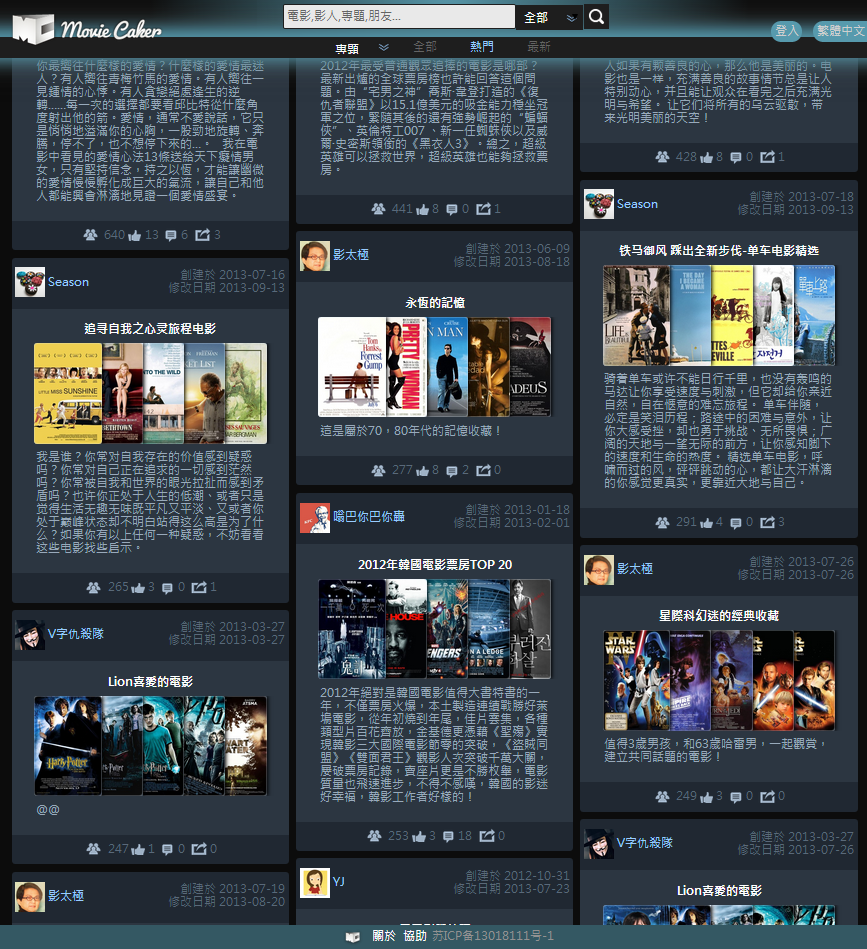 Movie Caker
電影,影人,專題,朋友...
全部
登入
繁體中文
專題
全部
熱門
最新
你最嚮往什麼樣的愛情？什麼樣的愛情最迷
人？有人嚮往青梅竹馬的愛情。有人嚮往一
見鍾情的心悸。有人貪戀絕處逢生的逆
轉......每一次的選擇都要看邱比特從什麼角
度射出他的箭。愛情，通常不愛說話，它只
是悄悄地溢滿你的心胸，一股勁地旋轉、奔
騰，停不了，也不想停下來的...。 我在電
影中看見的愛情心法13條送給天下癡情男
女，只有堅持信念，持之以恆，才能讓幽微
的愛情慢慢孵化成巨大的氣流，讓自己和他
人都能興會淋漓地見證一個愛情盛宴。
640 13 6 3
Season
創建於 2013-07-16
修改日期 2013-09-13
追寻自我之心灵旅程电影
LITTLE MISS SUNSHINE
INTO THE WILD
我是谁？你常对自我存在的价值感到疑惑
吗？你常对自己正在追求的一切感到茫然
吗？你常被自我和世界的眼光拉扯而感到矛
盾吗？也许你正处于人生的低潮、或者只是
觉得生活无趣无味既平凡又平淡、又或者你
处于巅峰状态却不明白站得这么高是为了什
么？如果你有以上任何一种疑惑，不妨看看
这些电影找些启示。
265 3 0 1
V字仇殺隊
創建於 2013-03-27
修改日期 2013-03-27
Lion喜愛的電影
Harry Potter
@@
247 1 0 0
影太極
創建於 2013-07-19
修改日期 2013-08-20
2012年最受普通觀眾追捧的電影是哪部？
最新出爐的全球票房榜也許能回答這個問
題。由“宅男之神”喬斯·韋登打造的《復
仇者聯盟》以15.1億美元的吸金能力穩坐冠
軍之位，緊隨其後的還有強勢崛起的“蝙蝠
俠”、英倫特工007 、新一任蜘蛛俠以及威
爾·史密斯領銜的《黑衣人3》。總之，超級
英雄可以拯救世界，超級英雄也能夠拯救票
房。
441 8 0 1
影太極
創建於 2013-06-09
修改日期 2013-08-18
永恆的記憶
Tom Hanks
Forrest Gump
PRETTY WOMAN
這是屬於70，80年代的記憶收藏！
277 8 2 0
噹巴你巴你轟
創建於 2013-01-18
修改日期 2013-02-01
2012年韓國電影票房TOP 20
2012年絕對是韓國電影值得大書特書的一
年，不僅票房火爆，本土製造連續戰勝好萊
塢電影，從年初燒到年尾，佳片雲集，各種
類型片百花齊放，金基德更憑藉《聖殤》實
現韓影三大國際電影節零的突破，《盜賊同
盟》《雙面君王》觀影人次突破千萬大關，
屢破票房記錄，賣座片更是不勝枚舉，電影
質量也飛速進步，不得不感嘆，韓國的影迷
好幸福，韓影工作者好樣的！
253 3 18 0
YJ
創建於 2012-10-31
修改日期 2013-07-23
人如果有颗善良的心，那么他是美丽的。电
影也是一样，充满善良的故事情节总是让人
特别动心，并且能让观众在看完之后充满光
明与希望。 让它们将所有的乌云驱散，带
来光明美丽的天空！
428 8 0 1
Season
創建於 2013-07-18
修改日期 2013-09-13
铁马御风 踩出全新步伐-单车电影精选
LIFE IS BEAUTIFUL
THE DAY I BECAME A WOMAN
자전거
骑着单车或许不能日行千里，也没有轰鸣的
马达让你享受速度与刺激，但它却给你亲近
自然，自在惬意的难忘旅程。 单车伴随，
必定是笑泪历程；路途中的困难与意外，让
你大感受挫，却也勇于挑战、无所畏惧；广
阔的天地与一望无际的前方，让你感知脚下
的速度和生命的热度。 精选单车电影，呼
啸而过的风，砰砰跳动的心，都让大汗淋漓
的你感觉更真实，更靠近大地与自己。
291 4 0 3
影太極
創建於 2013-07-26
修改日期 2013-07-26
星際科幻迷的經典收藏
STAR WARS
值得3歲男孩，和63歲哈雷男，一起觀賞，
建立共同話題的電影！
249 3 0 0
V字仇殺隊
創建於 2013-03-27
修改日期 2013-07-26
Lion喜愛的電影
關於 協助 苏ICP备13018111号-1